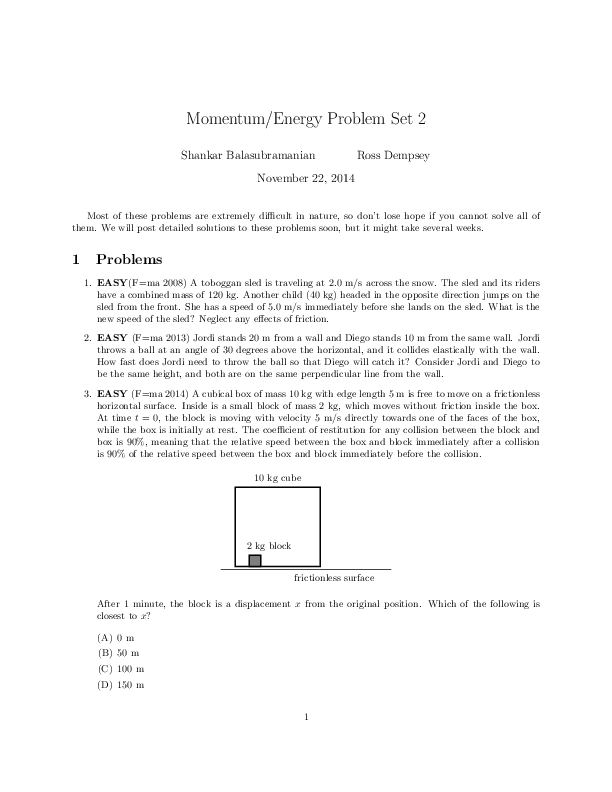 Momentum/Energy Problem Set 2
Shankar Balasubramanian Ross Dempsey
November 22, 2014
Most of these problems are extremely difficult in nature, so don't lose hope if you cannot solve all of
them. We will post detailed solutions to these problems soon, but it might take several weeks.
1 Problems
1. EASY(F=ma 2008) A toboggan sled is traveling at 2.0 m/s across the snow. The sled and its riders
have a combined mass of 120 kg. Another child (40 kg) headed in the opposite direction jumps on the
sled from the front. She has a speed of 5.0 m/s immediately before she lands on the sled. What is the
new speed of the sled? Neglect any effects of friction.
2. EASY (F=ma 2013) Jordi stands 20 m from a wall and Diego stands 10 m from the same wall. Jordi
throws a ball at an angle of 30 degrees above the horizontal, and it collides elastically with the wall.
How fast does Jordi need to throw the ball so that Diego will catch it? Consider Jordi and Diego to
be the same height, and both are on the same perpendicular line from the wall.
3. EASY (F=ma 2014) A cubical box of mass 10 kg with edge length 5 m is free to move on a frictionless
horizontal surface. Inside is a small block of mass 2 kg, which moves without friction inside the box.
At time t = 0, the block is moving with velocity 5 m/s directly towards one of the faces of the box,
while the box is initially at rest. The coefficient of restitution for any collision between the block and
box is 90%, meaning that the relative speed between the box and block immediately after a collision
is 90% of the relative speed between the box and block immediately before the collision.
10 kg cube
2 kg block
frictionless surface
After 1 minute, the block is a displacement x from the original position. Which of the following is
closest to x?
(A) 0 m
(B) 50 m
(C) 100 m
(D) 150 m
1